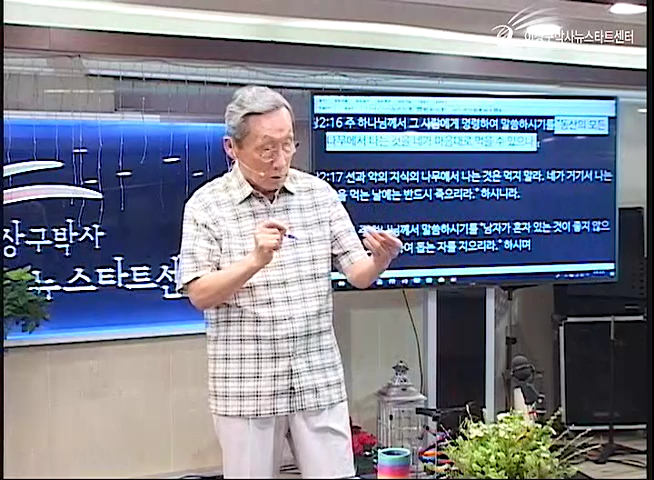 이상구박사뉴스타트센터
2:16 주 하나님께서 그 사람에게 명령하여 말씀하시기를 "동산의 모든
나무에서 나는 것을 네가 마음대로 먹을 수 있으나
2:17 선과 악의 지식의 나무에서 나는 것은 먹지 말라. 네가 거기서 나는
을 먹는 날에는 반드시 죽으리라." 하시니라.
하나님께서 말씀하시기를 "남자가 혼자 있는 것이 좋지 않으
여 돕는 자를 지으리라." 하시며
상구박사
뉴스타트센